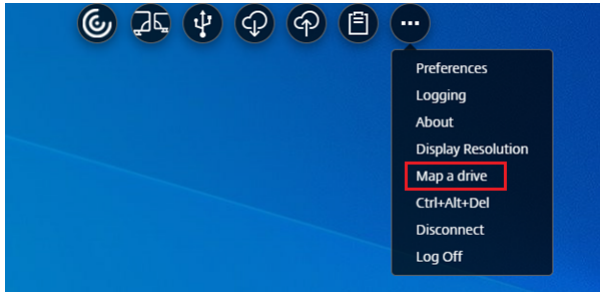 Preferences
Logging
About
Display Resolution
Map a drive
Ctrl+Alt+Del
Disconnect
Log Off